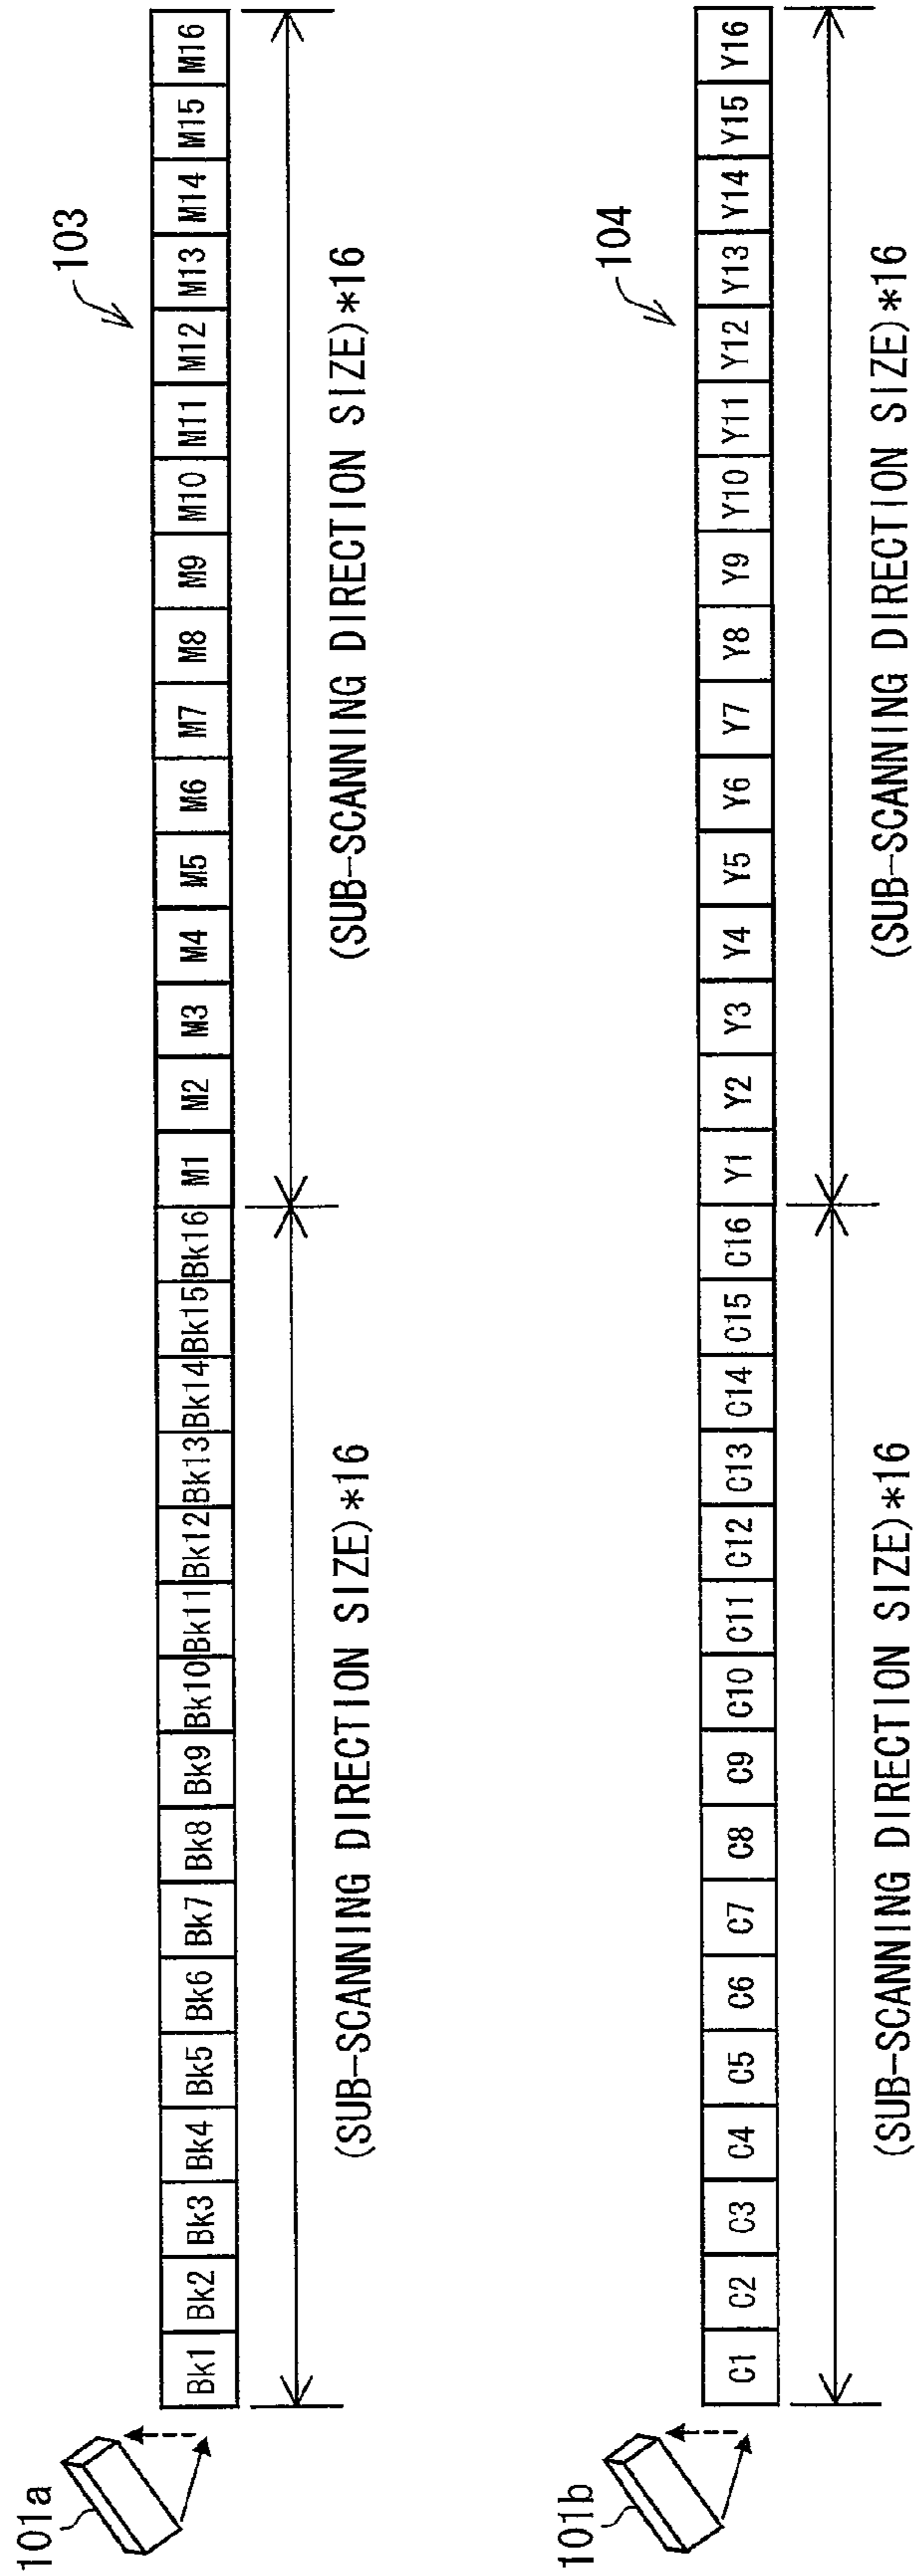 103
101a
Bk1 Bk2 Bk3 Bk4 Bk5 Bk6 Bk7 Bk8 Bk9 Bk10 Bk11 Bk12 Bk13 Bk14 Bk15 Bk16 M1 M2 M3 M4 M5 M6 M7 M8 M9 M10 M11 M12 M13 M14 M15 M16
(SUB-SCANNING DIRECTION SIZE)*16 (SUB-SCANNING DIRECTION SIZE)*16
104
101b
C1 C2 C3 C4 C5 C6 C7 C8 C9 C10 C11 C12 C13 C14 C15 C16 Y1 Y2 Y3 Y4 Y5 Y6 Y7 Y8 Y9 Y10 Y11 Y12 Y13 Y14 Y15 Y16
(SUB-SCANNING DIRECTION SIZE)*16 (SUB-SCANNING DIRECTION SIZE)*16